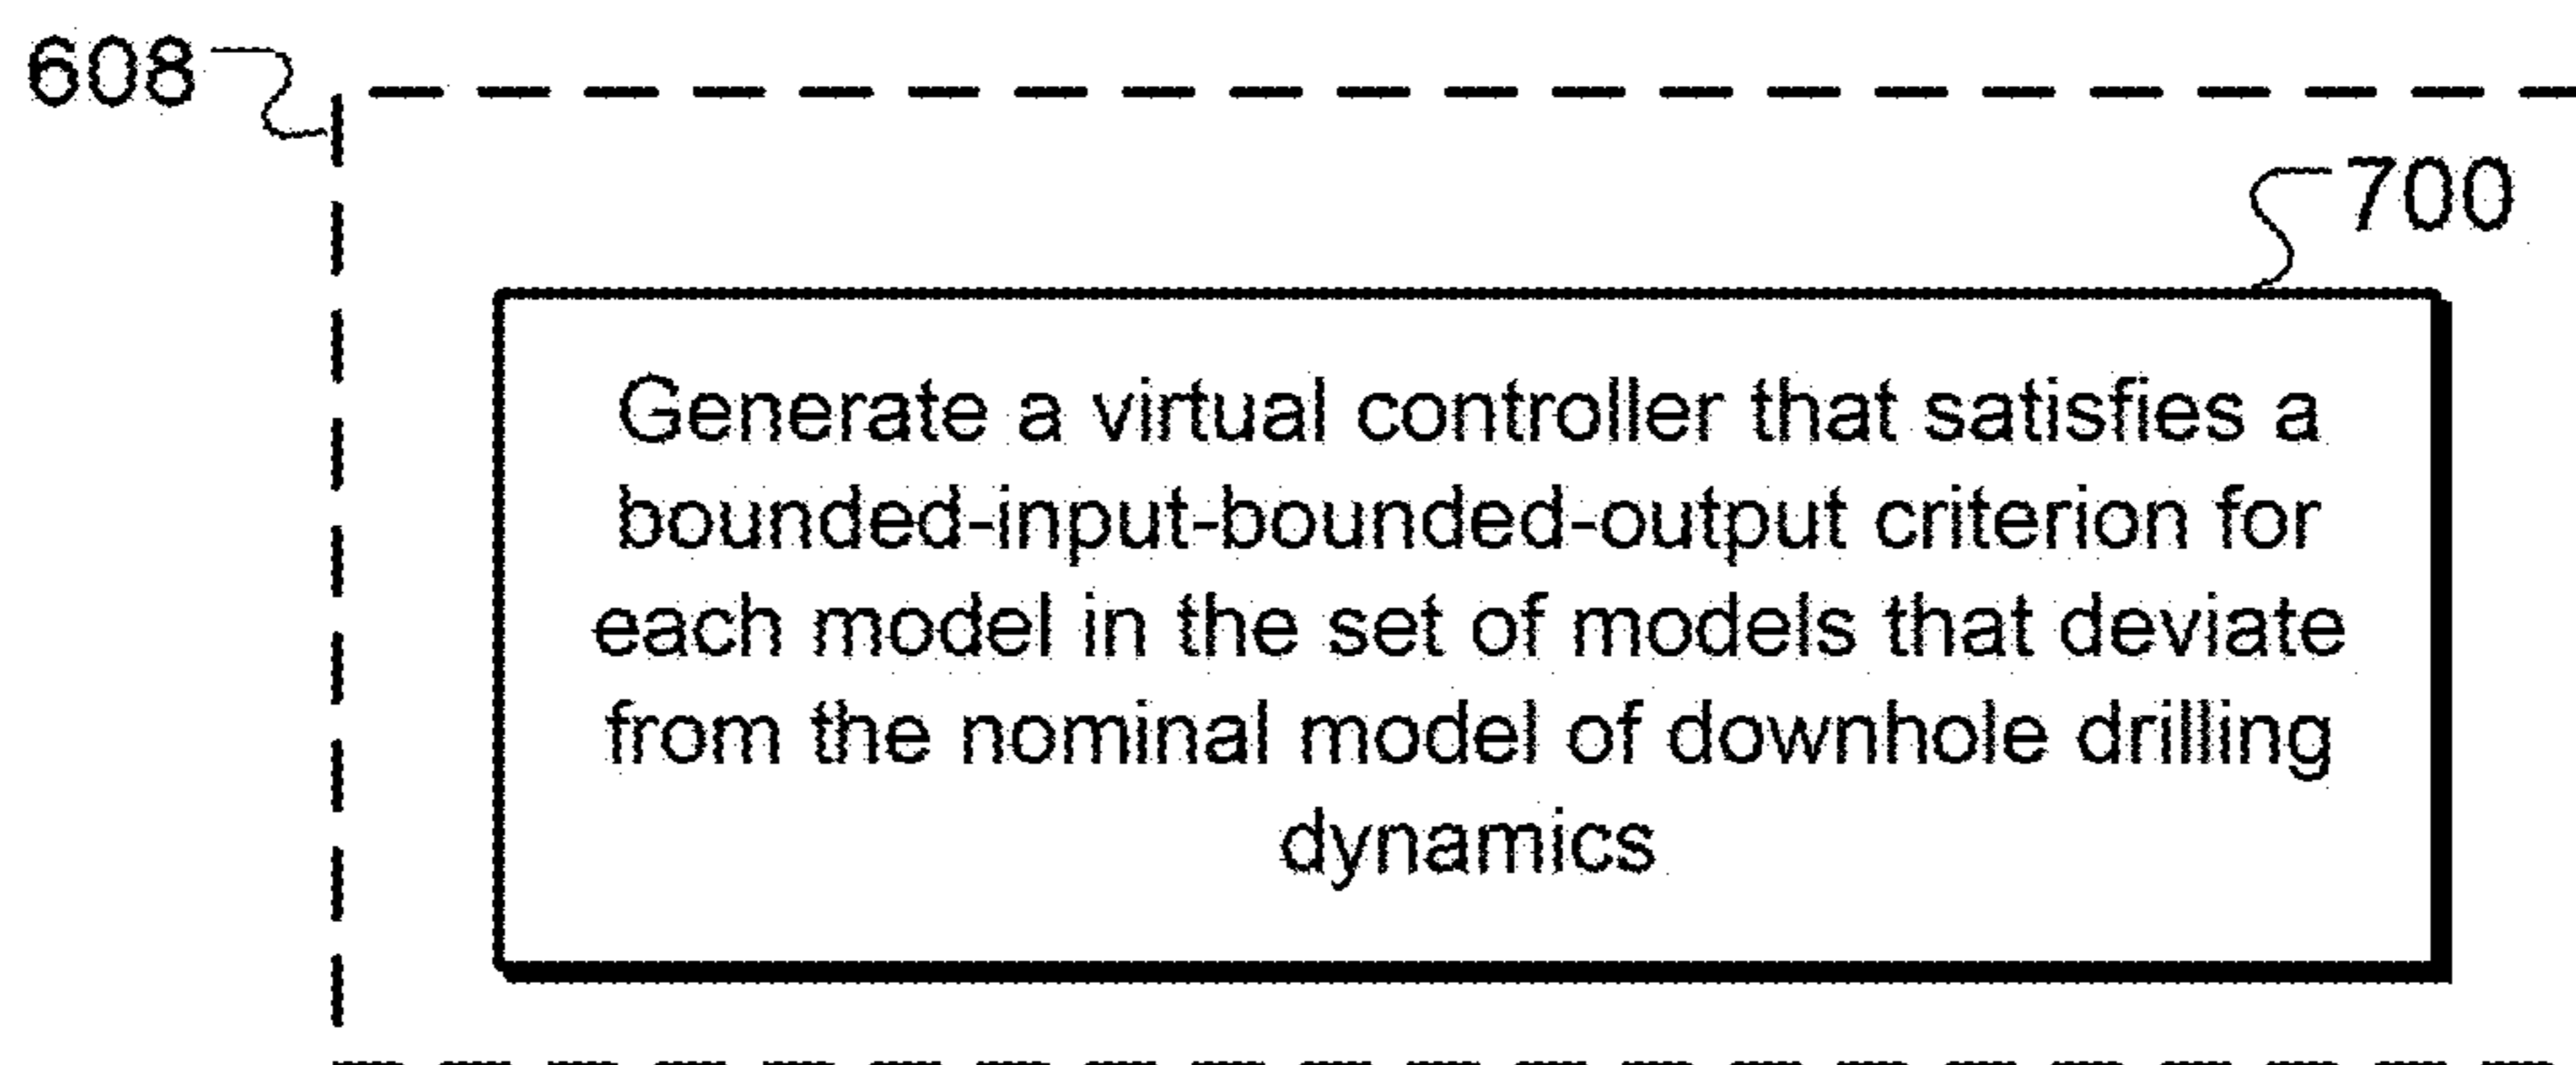 608
700
Generate a virtual controller that satisfies a
bounded-input-bounded-output criterion for
each model in the set of models that deviate
from the nominal model of downhole drilling
dynamics